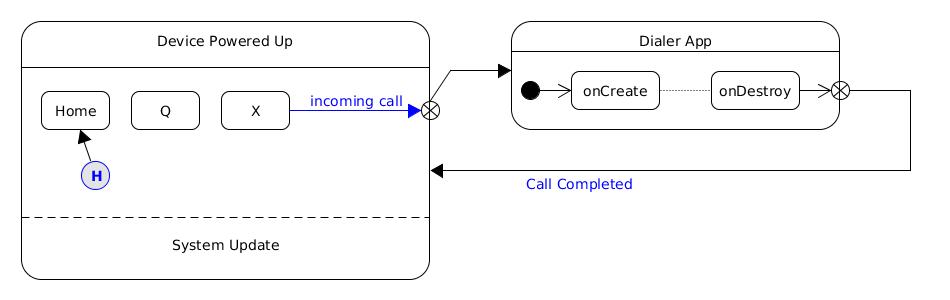 Device Powered Up
Dialer App
Home
Q
X
incoming call
onCreate
onDestroy
H
Call Completed
System Update